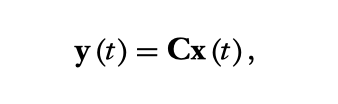 y(t) = Cx(t),